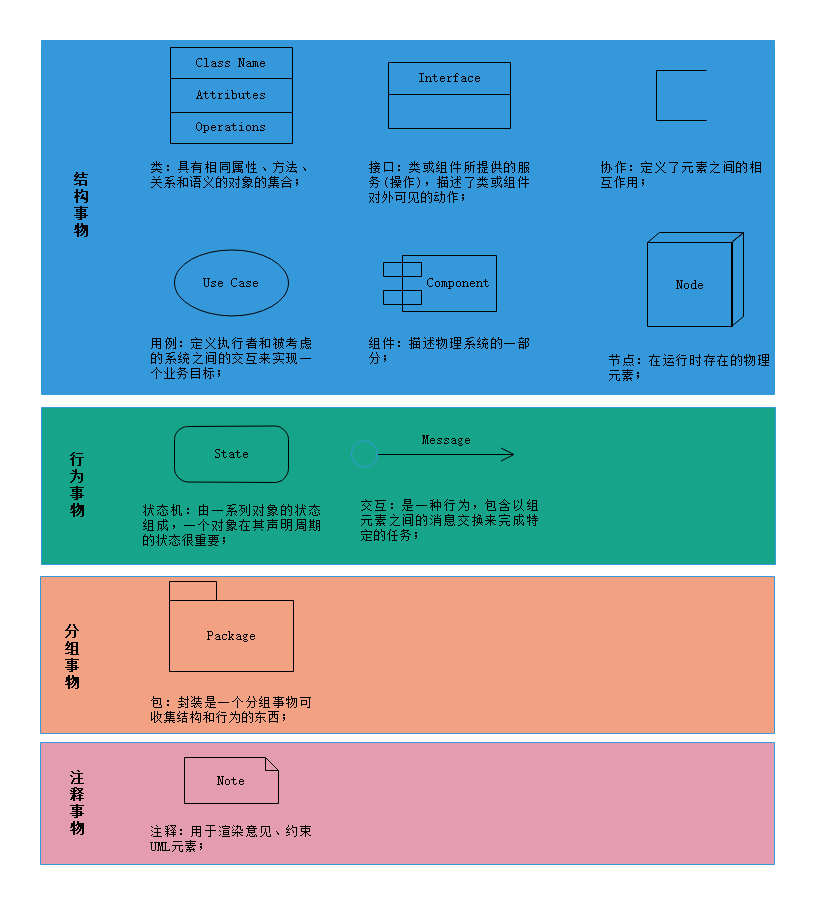 结构事物
Class Name
Attributes
Operations
类：具有相同属性、方法、
关系和语义的对象的集合；
Interface
接口：类或组件所提供的服
务(操作)，描述了类或组件
对外可见的动作；
协作：定义了元素之间的相
互作用；
Use Case
用例：定义执行者和被考虑
的系统之间的交互来实现一
个业务目标；
Component
组件：描述物理系统的一部
分；
Node
节点：在运行时存在的物理
元素；
行为事物
State
状态机：由一系列对象的状态
组成，一个对象在其声明周期
的状态很重要；
Message
交互：是一种行为，包含以组
元素之间的消息交换来完成特
定的任务；
分组事物
Package
包：封装是一个分组事物可
收集结构和行为的东西；
注释事物
Note
注释：用于渲染意见、约束
UML元素；